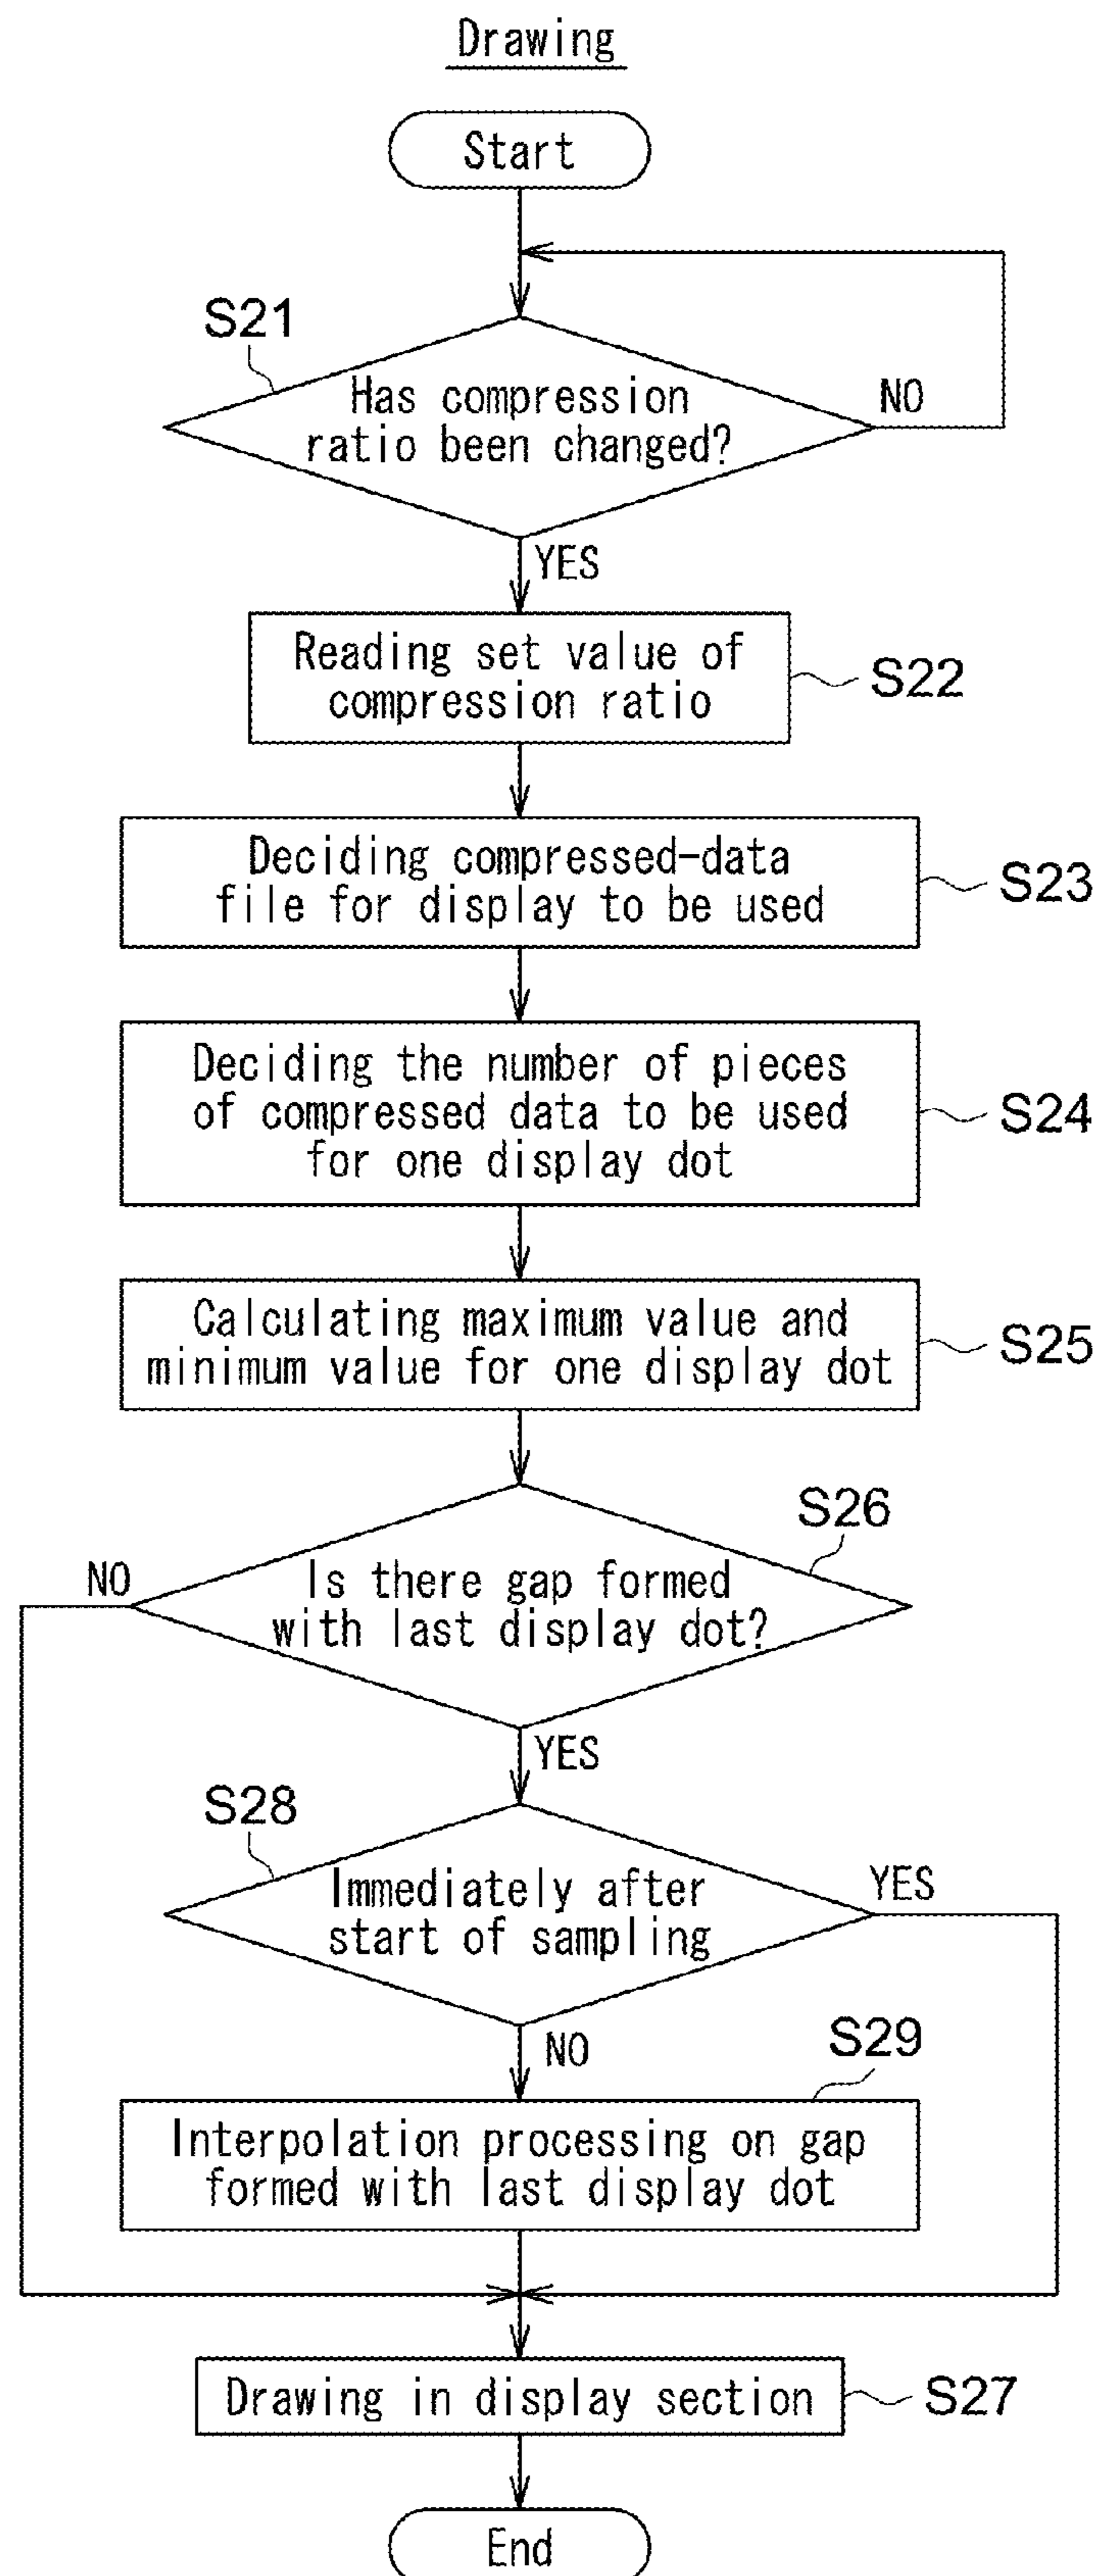 Drawing
Start
S21
Has compression
ratio been changed?
NO
YES
Reading set value of
compression ratio
S22
Deciding compressed-data
file for display to be used
S23
Deciding the number of pieces
of compressed data to be used
for one display dot
S24
Calculating maximum value and
minimum value for one display dot
S25
S26
NO
Is there gap formed
with last display dot?
YES
S28
Immediately after
start of sampling
YES
NO
S29
Interpolation processing on gap
formed with last display dot
Drawing in display section
S27
End